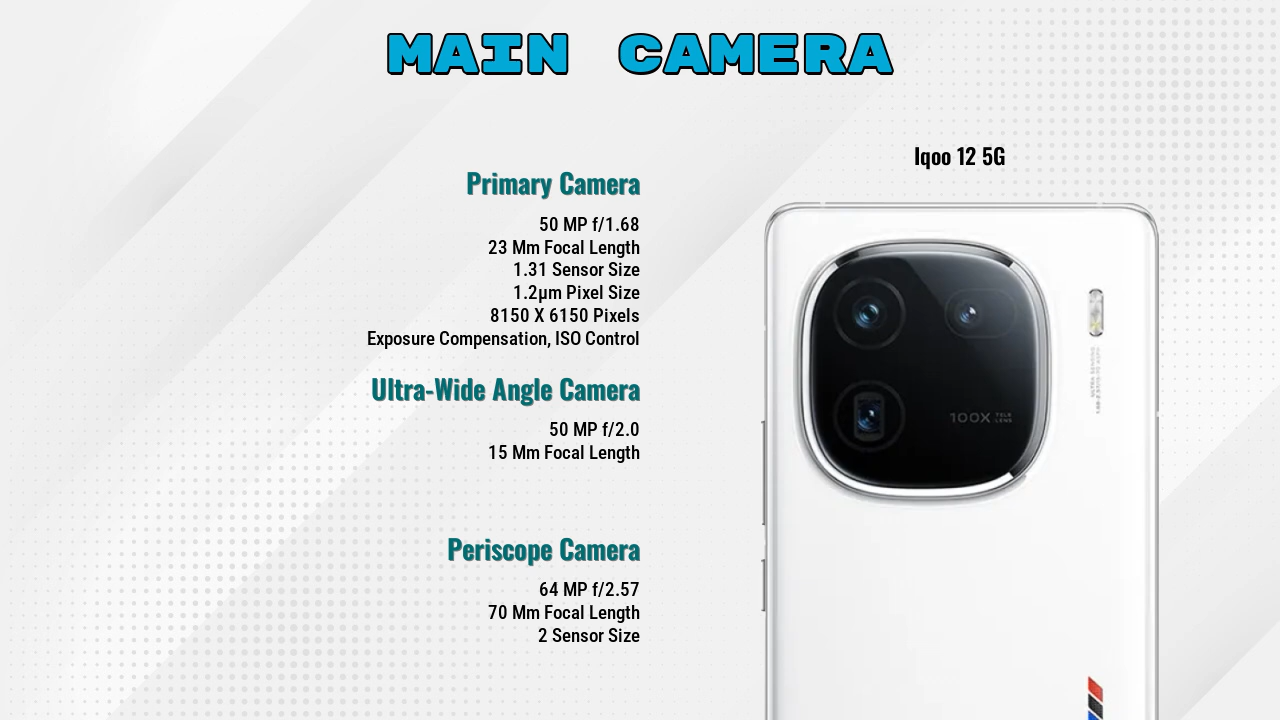 MAIN CAMERA
Iqoo 12 5G
Primary Camera
50 MP f/1.68
23 Mm Focal Length
1.31 Sensor Size
1.2µm Pixel Size
8150 X 6150 Pixels
Exposure Compensation, ISO Control
Ultra-Wide Angle Camera
50 MP f/2.0
15 Mm Focal Length
Periscope Camera
64 MP f/2.57
70 Mm Focal Length
2 Sensor Size
100X TELE
LENS